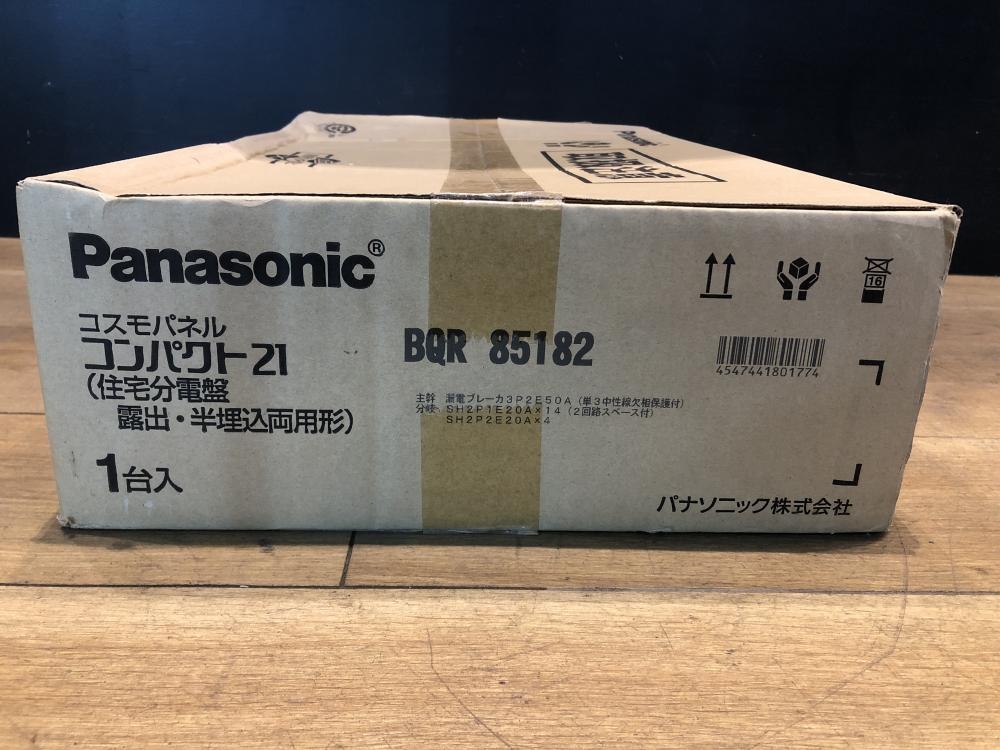 Panasonic
Panasonic®
コスモパネル
コンパクト21
(住宅分電盤
露出・半埋込両用形)
1台入
BQR 85182
主幹 漏電ブレーカ3P2E50A(単3中性線欠相保護付)
分岐 SH2P1E20A×14(2回路スペース付)
SH2P2E20A×4
16
4547441801774
パナソニック株式会社